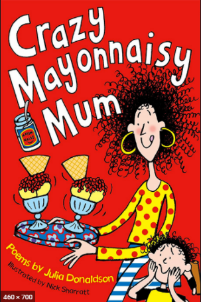 Crazy
Mayonnaisy
Mum
Poems by Julia Donaldson
Illustrated by Nick Sharratt
460 × 700